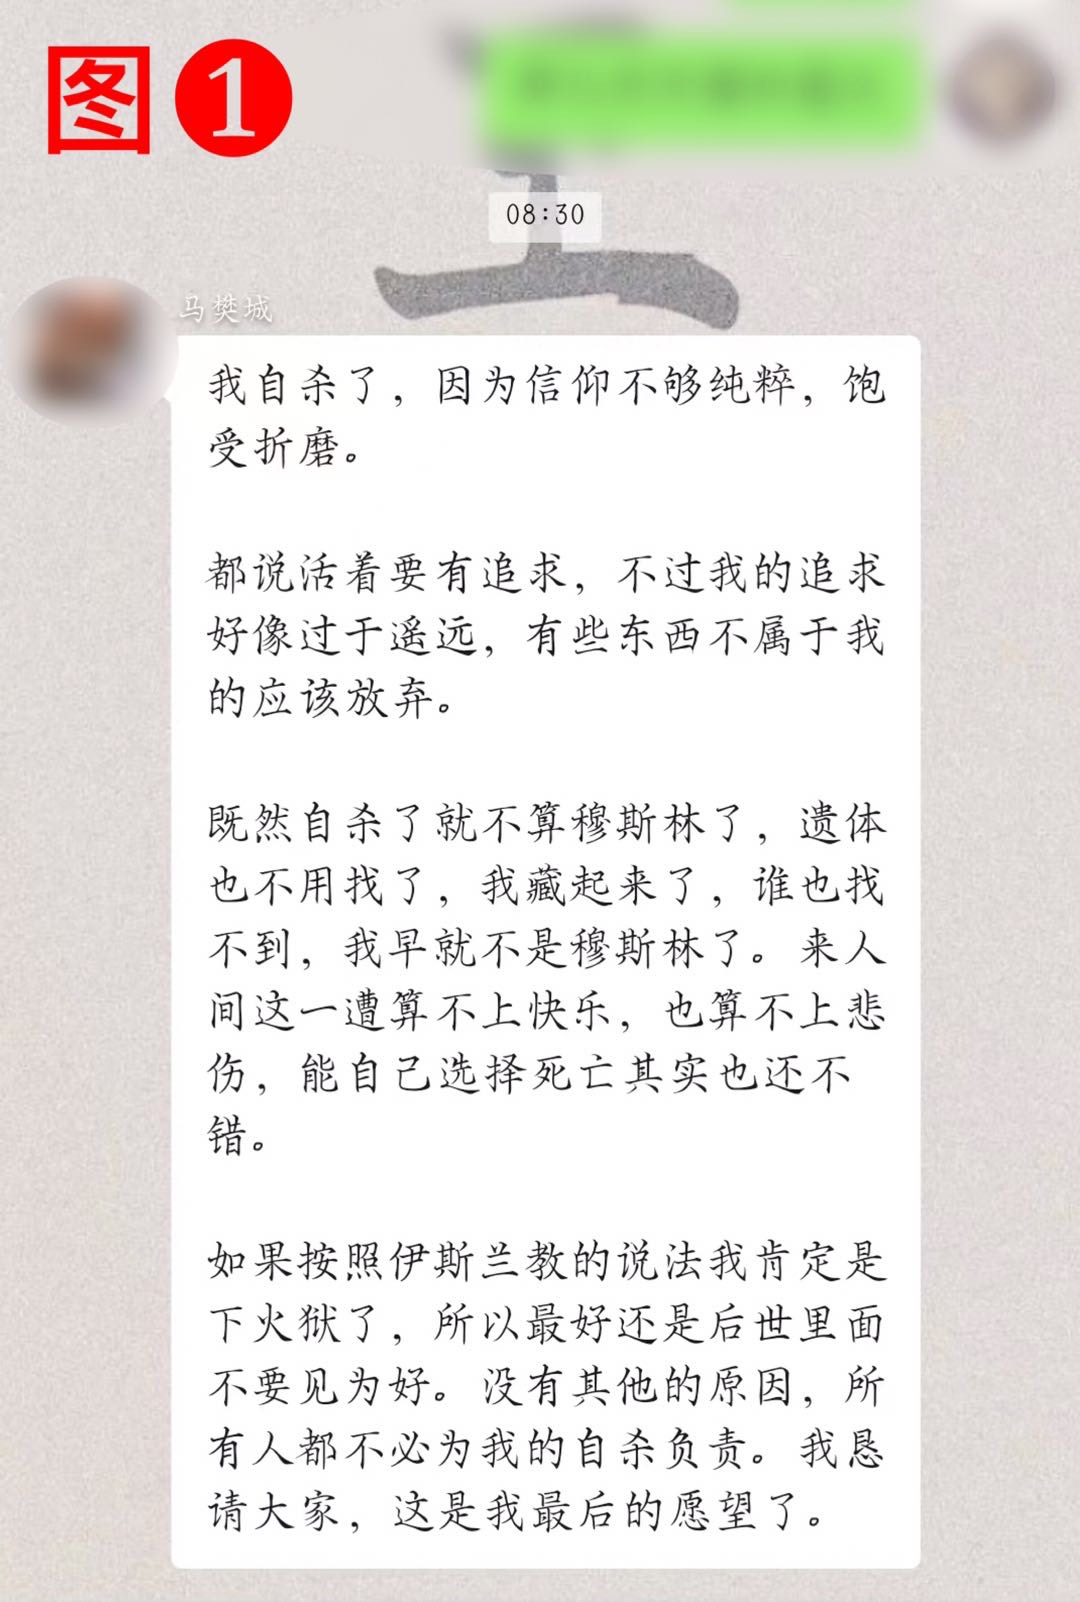 图1
08:30
马樊城
我自杀了，因为信仰不够纯粹，饱
受折磨。
都说活着要有追求，不过我的追求
好像过于遥远，有些东西不属于我
的应该放弃。
既然自杀了就不算穆斯林了，遗体
也不用找了，我藏起来了，谁也找
不到，我早就不是穆斯林了。来人
间这一遭算不上快乐，也算不上悲
伤，能自己选择死亡其实也还不
错。
如果按照伊斯兰教的说法我肯定是
下火狱了，所以最好还是后世里面
不要见为好。没有其他的原因，所
有人都不必为我的自杀负责。我恳
请大家，这是我最后的愿望了。